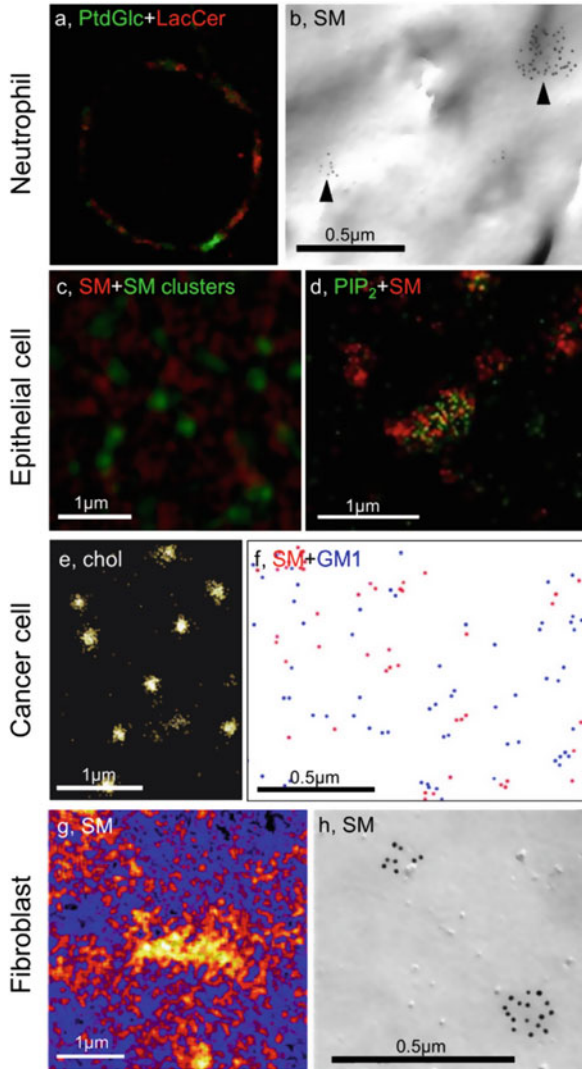 Neutrophil
a, PtdGlc+LacCer
b, SM
0.5µm
Epithelial cell
c, SM+SM clusters
d, PIP₂+SM
1µm
1µm
Cancer cell
e, chol
f, SM+GM1
1µm
0.5µm
Fibroblast
g, SM
h, SM
1µm
0.5µm